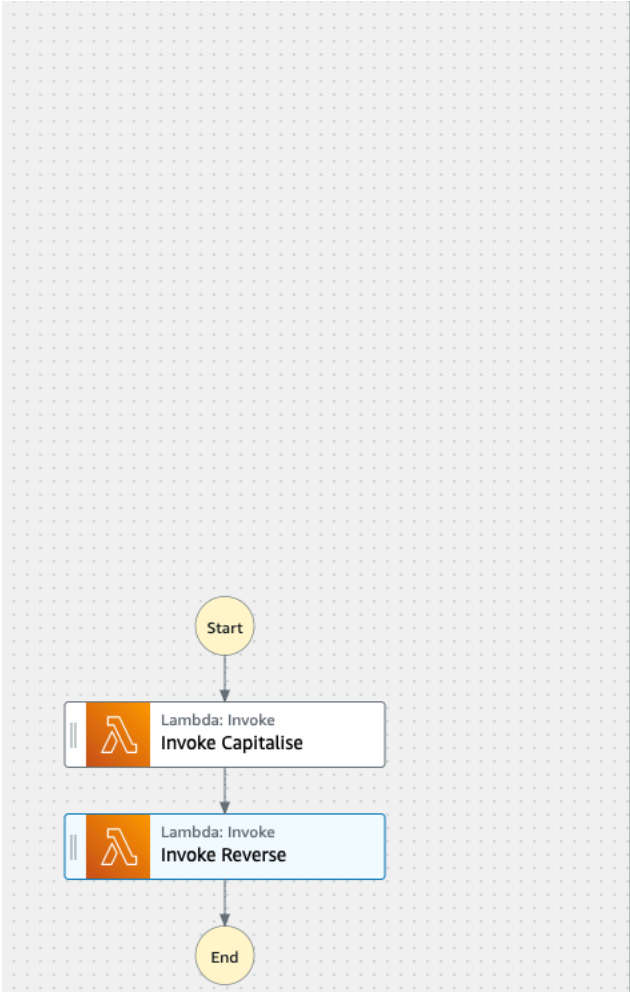 Start
Lambda: Invoke
Invoke Capitalise
Lambda: Invoke
Invoke Reverse
End